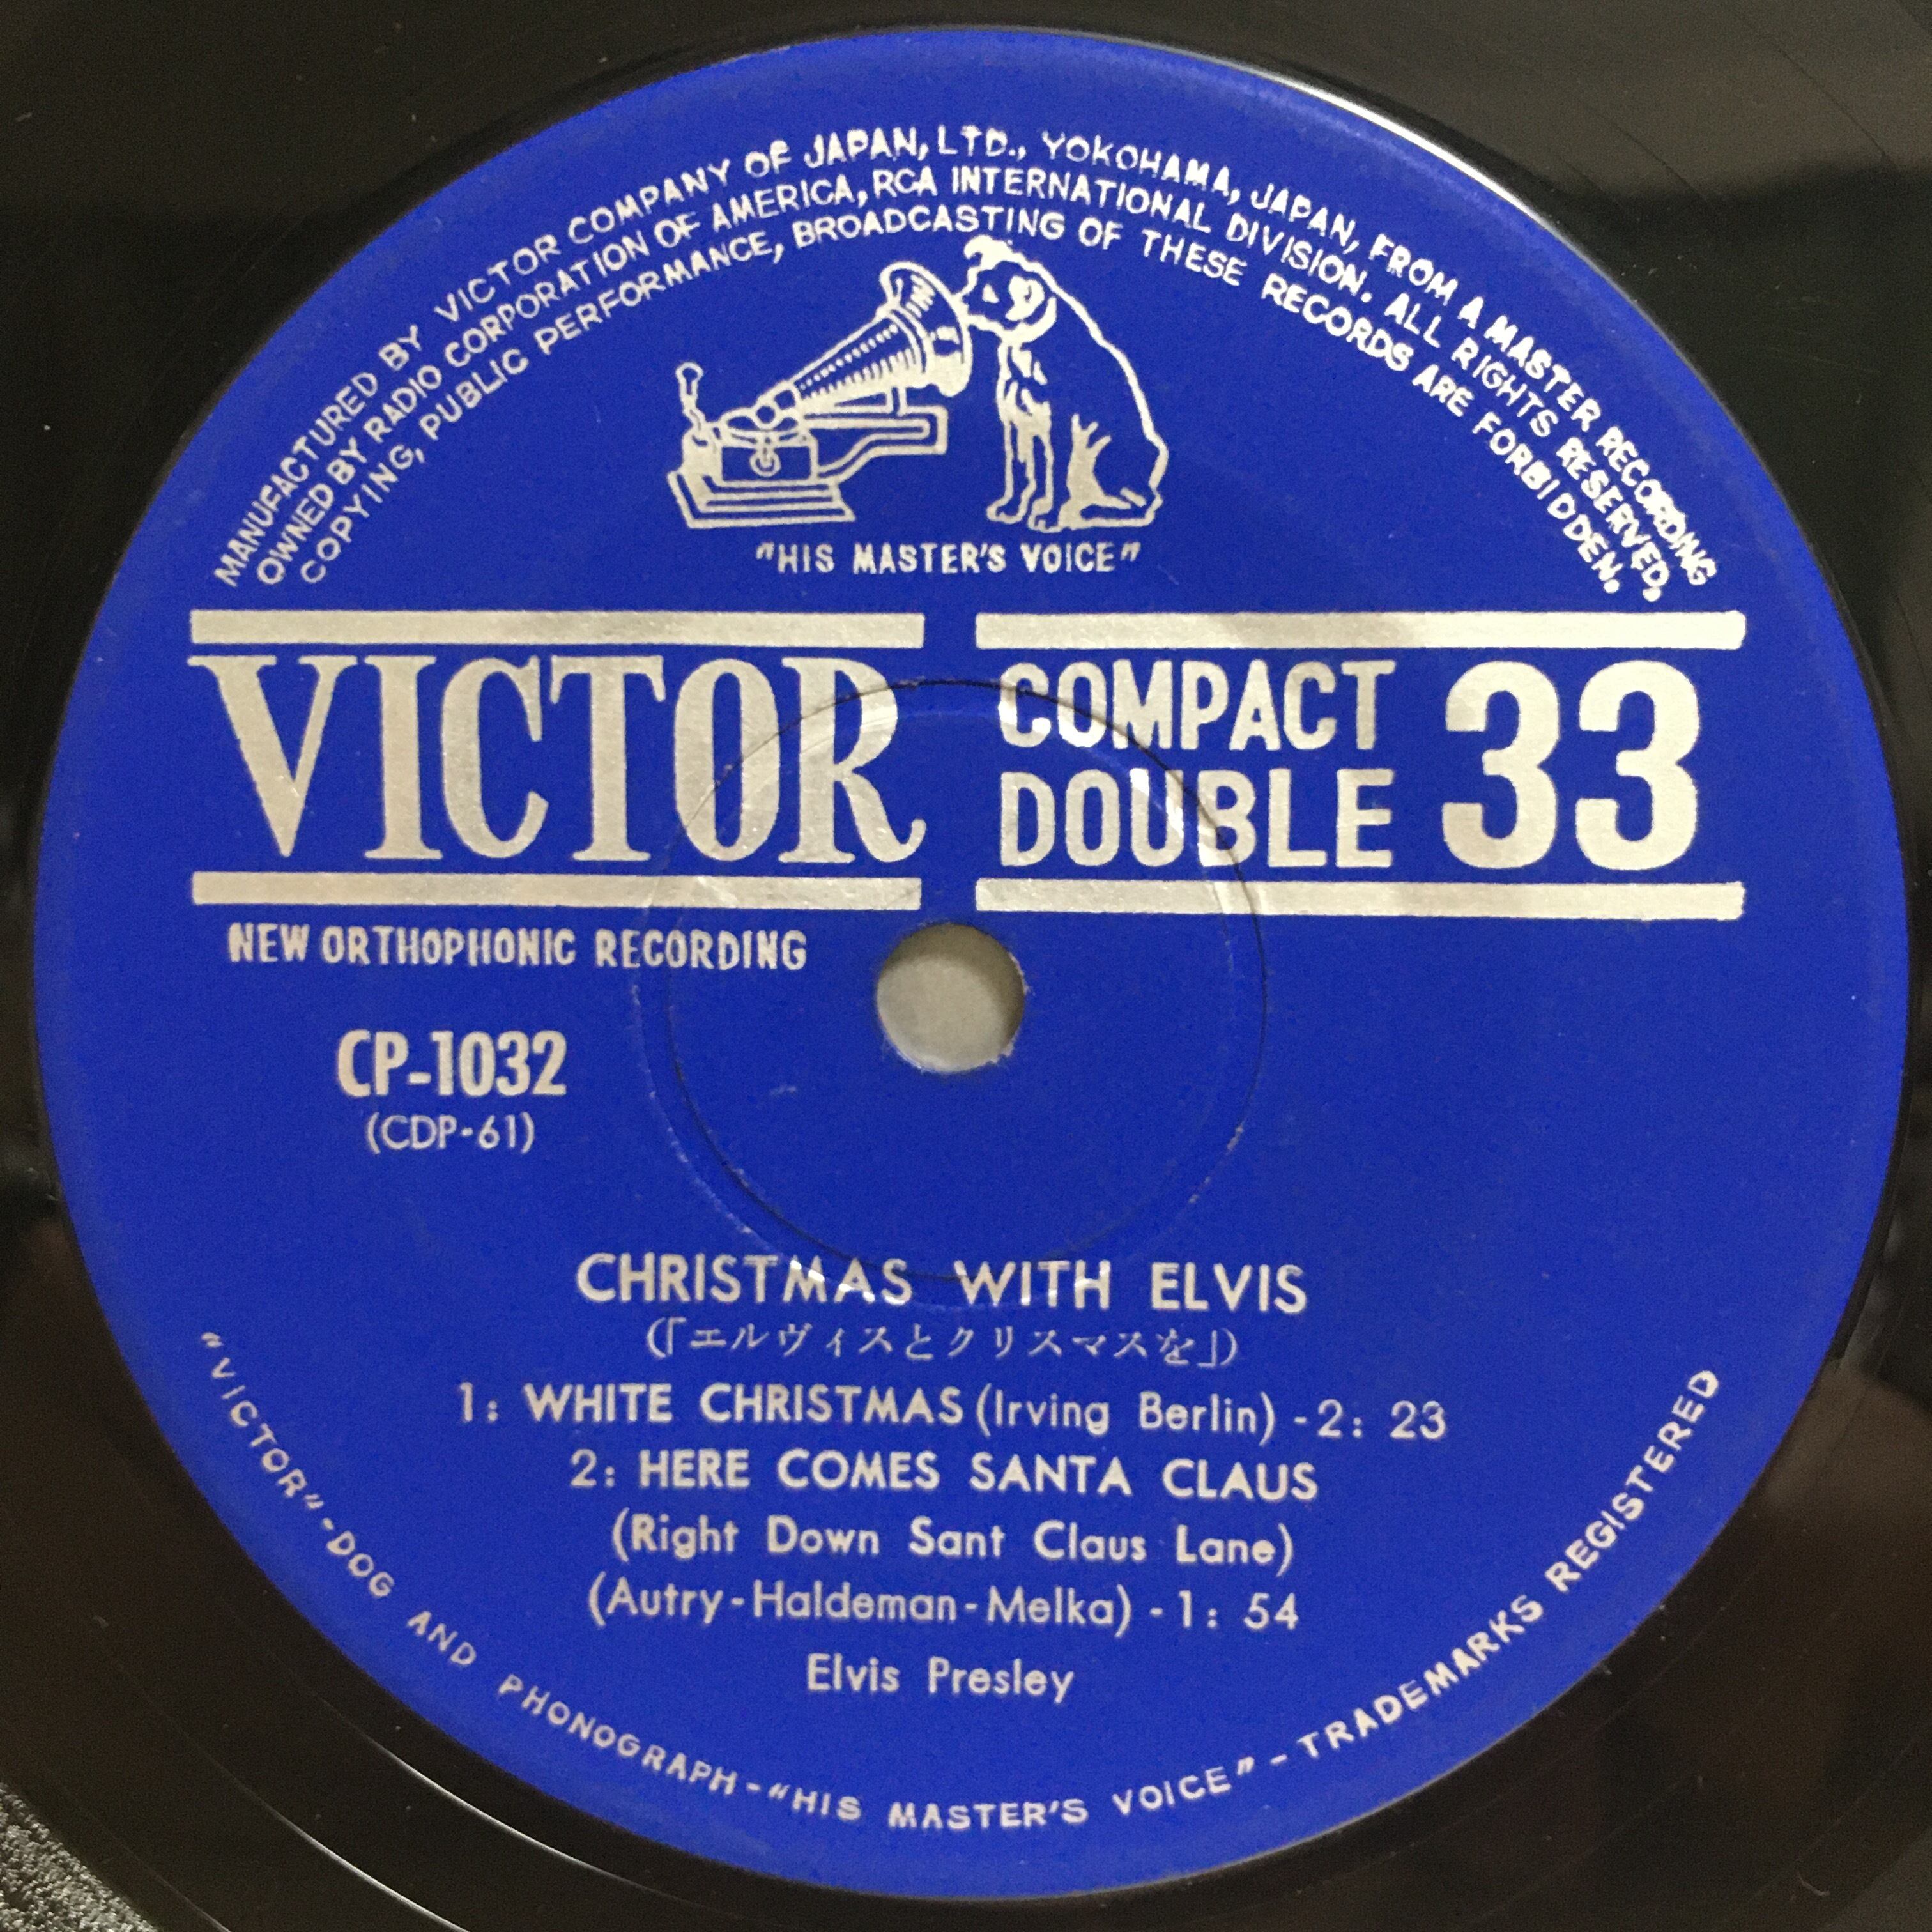 MANUFACTURED BY VICTOR COMPANY OF JAPAN, LTD., YOKOHAMA, JAPAN, FROM A MASTER RECORDING
OWNED BY RADIO CORPORATION OF AMERICA, RCA INTERNATIONAL DIVISION. ALL RIGHTS RESERVED,
COPYING, PUBLIC PERFORMANCE, BROADCASTING OF THESE RECORDS ARE FORBIDDEN.
"HIS MASTER'S VOICE"
VICTOR
COMPACT
DOUBLE
33
NEW ORTHOPHONIC RECORDING
CP-1032
(CDP-61)
CHRISTMAS WITH ELVIS
(「エルヴィスとクリスマスを」)
1: WHITE CHRISTMAS (Irving Berlin) -2: 23
2: HERE COMES SANTA CLAUS
(Right Down Sant Claus Lane)
(Autry-Haldeman-Melka) -1: 54
Elvis Presley
"VICTOR"-DOG AND PHONOGRAPH-"HIS MASTER'S VOICE"-TRADEMARKS REGISTERED